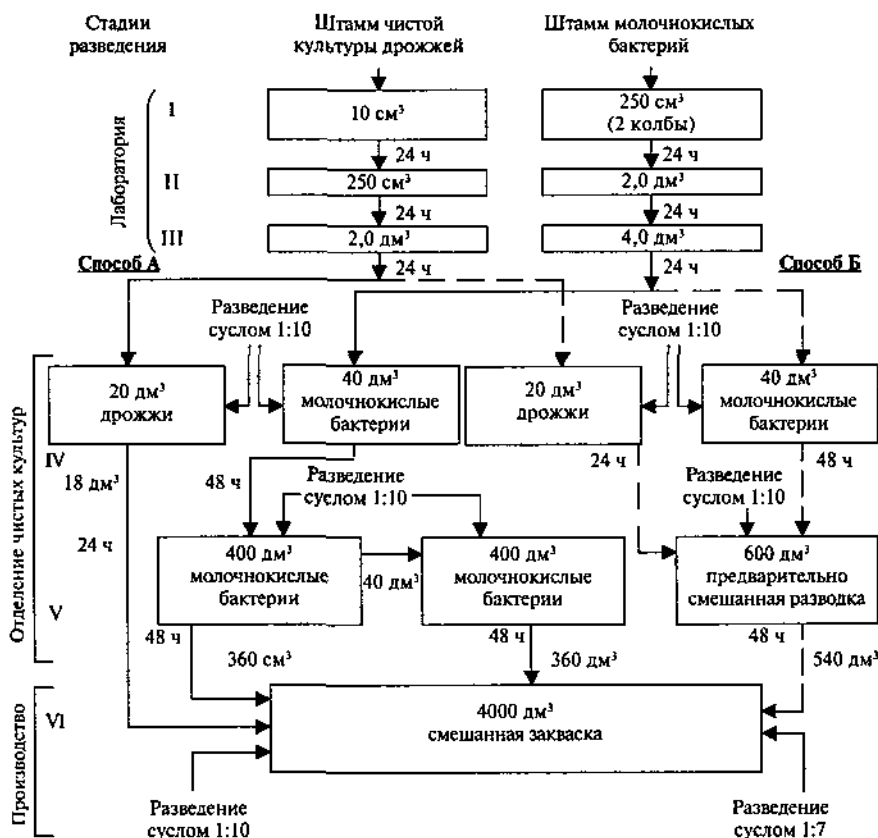 Стадии
разведения
Штамм чистой
культуры дрожжей
Штамм молочнокислых
бактерий
Лаборатория
I
10 см³
250 см³
(2 колбы)
24 ч
24 ч
II
250 см³
2,0 дм³
24 ч
24 ч
III
2,0 дм³
4,0 дм³
Способ А
24 ч
24 ч
Способ Б
Разведение
суслом 1:10
Разведение
суслом 1:10
Отделение чистых культур
20 дм³
дрожжи
40 дм³
молочнокислые
бактерии
20 дм³
дрожжи
40 дм³
молочнокислые
бактерии
IV
18 дм³
24 ч
48 ч
Разведение
суслом 1:10
24 ч
Разведение
суслом 1:10
48 ч
V
400 дм³
молочнокислые
бактерии
40 дм³
400 дм³
молочнокислые
бактерии
600 дм³
предварительно
смешанная разводка
48 ч
360 см³
48 ч
360 дм³
48 ч
540 дм³
Производство
VI
4000 дм³
смешанная закваска
Разведение
суслом 1:10
Разведение
суслом 1:7